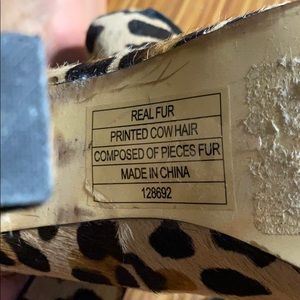 REAL FUR
PRINTED COW HAIR
COMPOSED OF PIECES FUR
MADE IN CHINA
128692